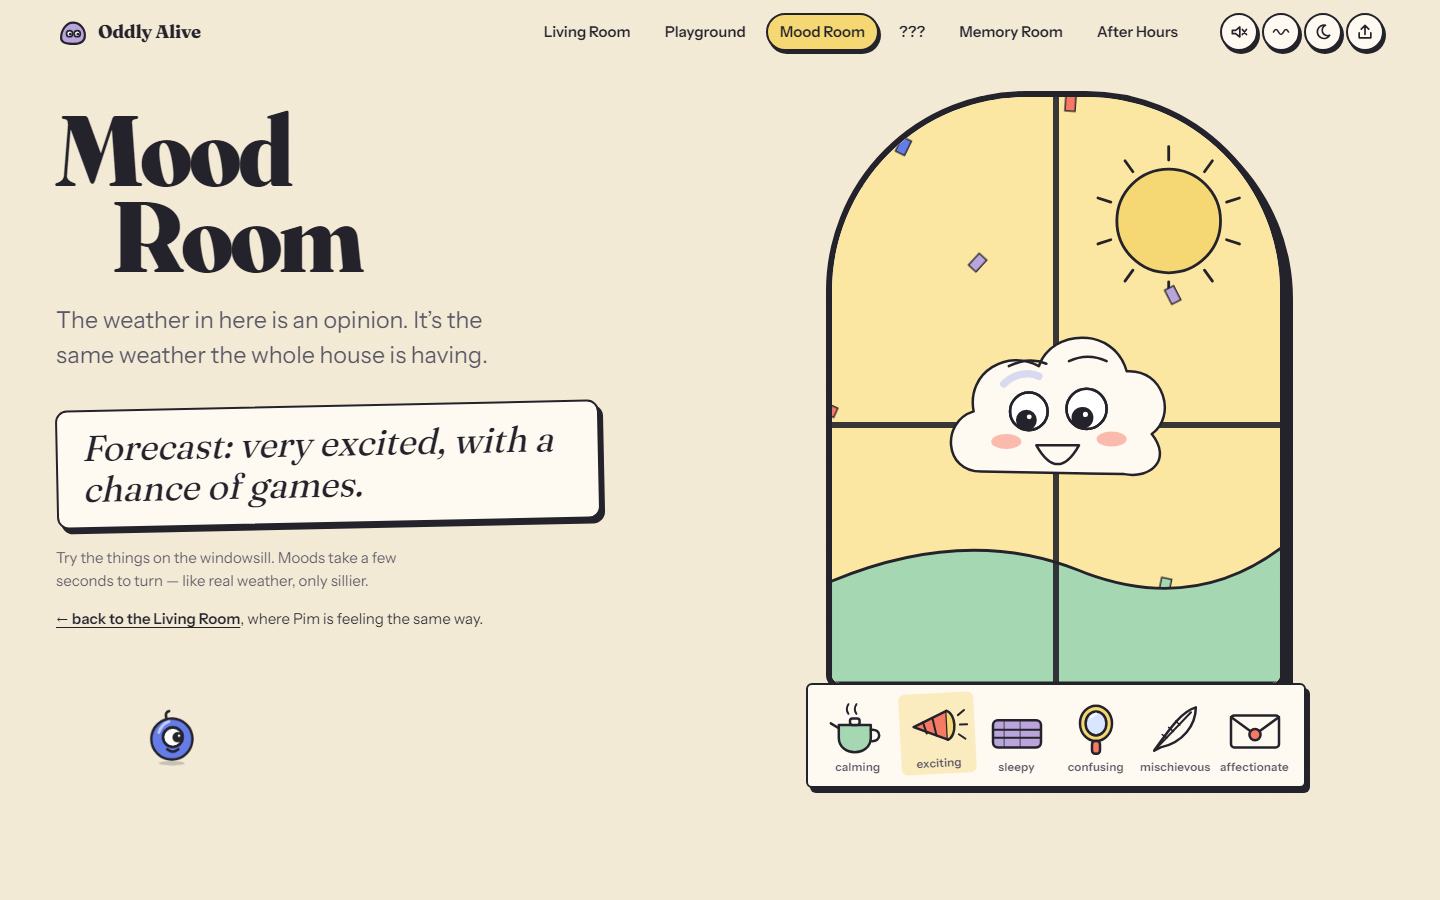 Oddly Alive
Living Room
Playground
Mood Room
???
Memory Room
After Hours
Mood
Room
The weather in here is an opinion. It’s the
same weather the whole house is having.
Forecast: very excited, with a
chance of games.
Try the things on the windowsill. Moods take a few
seconds to turn — like real weather, only sillier.
← back to the Living Room, where Pim is feeling the same way.
calming
exciting
sleepy
confusing
mischievous
affectionate